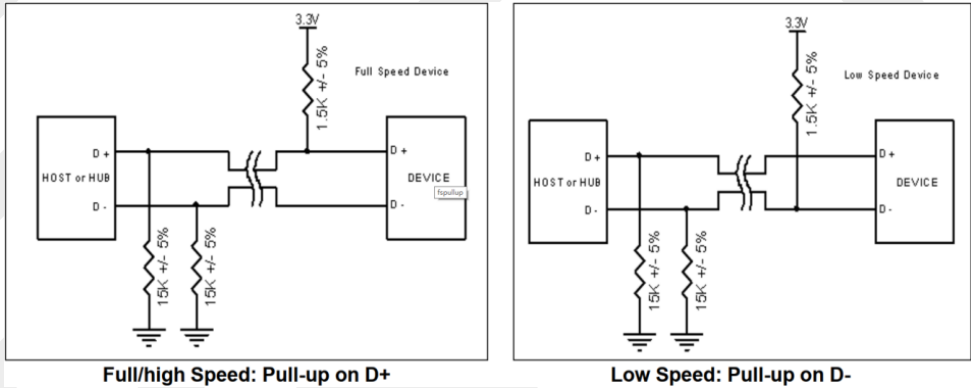 3.3V
1.5K +/- 5%
Full Speed Device
HOST or HUB
D +
D -
D +
DEVICE
fspullup
D -
15K +/- 5%
15K +/- 5%
Full/high Speed: Pull-up on D+
3.3V
1.5K +/- 5%
Low Speed Device
HOST or HUB
D +
D -
D +
DEVICE
D -
15K +/- 5%
15K +/- 5%
Low Speed: Pull-up on D-